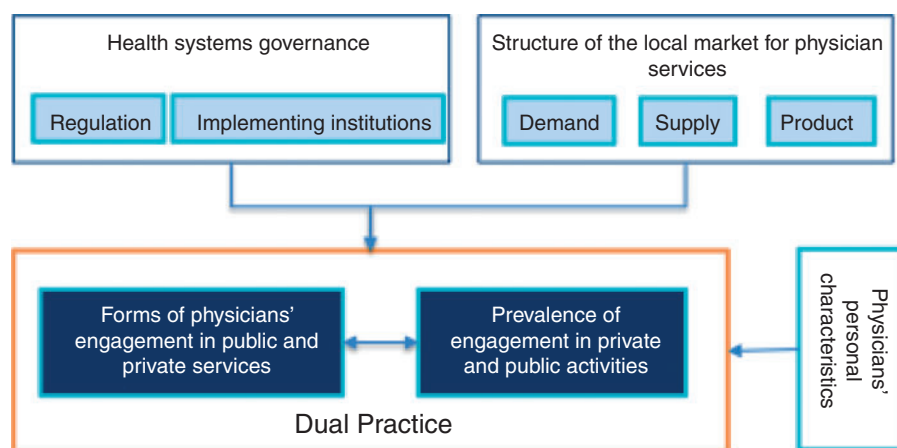 Health systems governance
Regulation
Implementing institutions
Structure of the local market for physician
services
Demand
Supply
Product
Forms of physicians'
engagement in public and
private services
Prevalence of
engagement in private
and public activities
Dual Practice
Physicians'
personal
characteristics